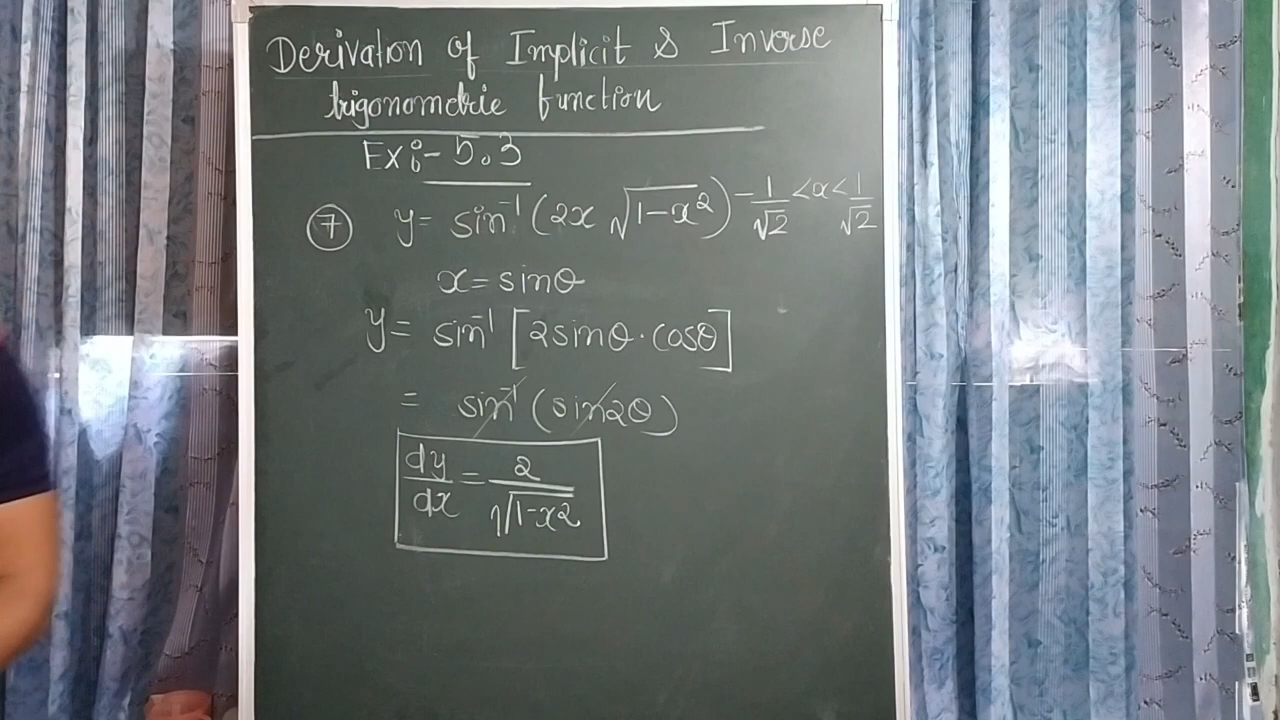 Derivation of Implicit & Inverse
trigonometric function
Ex:- 5.3
⑦ y= sin⁻¹(2x √(1-x²)) -1/√2 <x< 1/√2
x=sinθ
y= sin⁻¹[2sinθ·cosθ]
= sin⁻¹(sin2θ)
dy/dx = 2/√(1-x²)